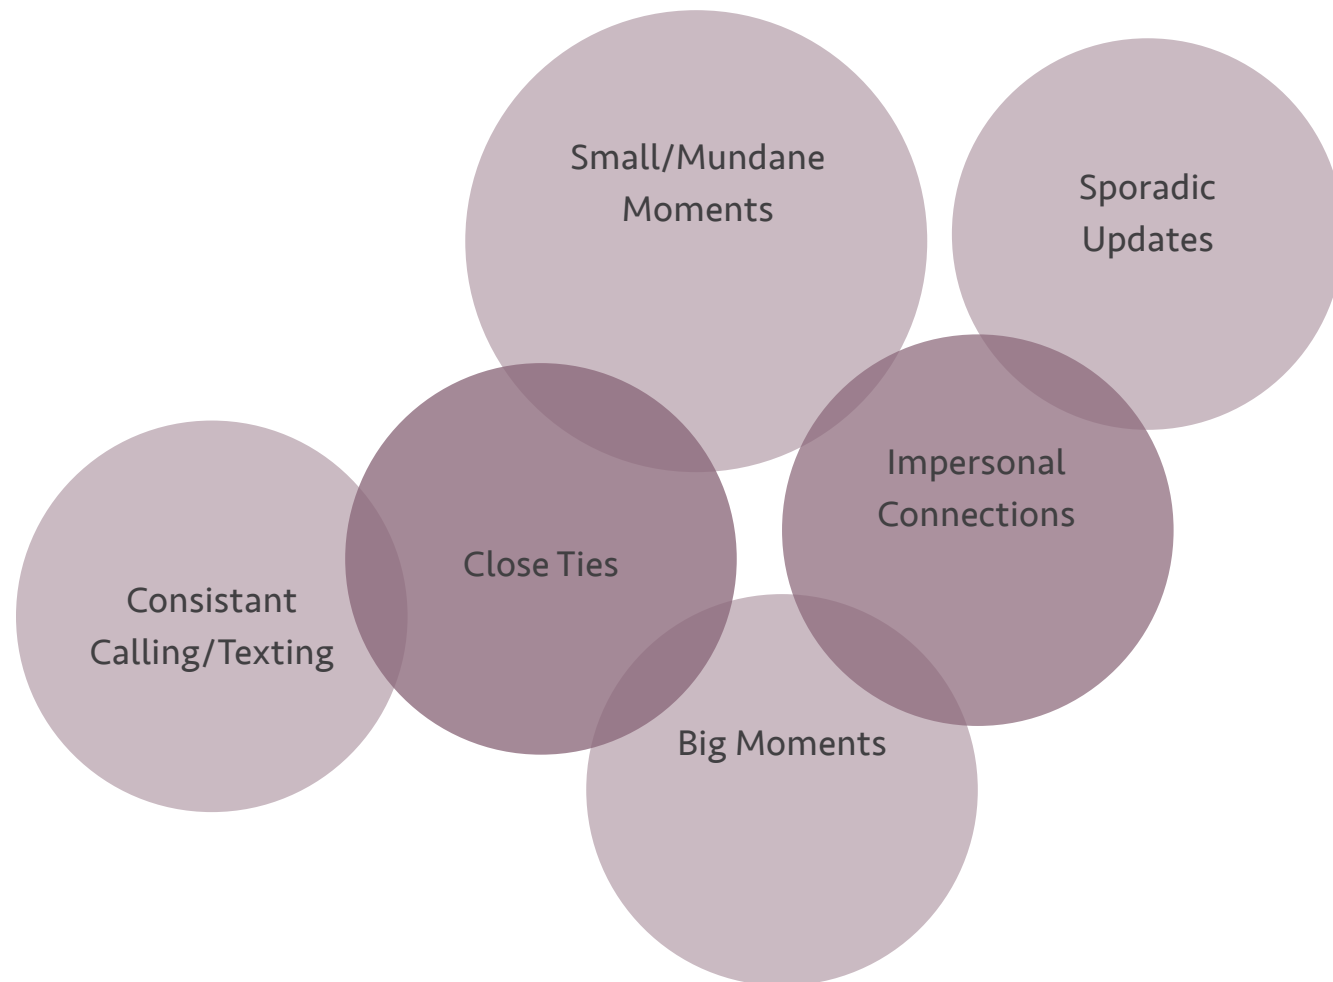 Small/Mundane
Moments
Sporadic
Updates
Impersonal
Connections
Close Ties
Consistant
Calling/Texting
Big Moments